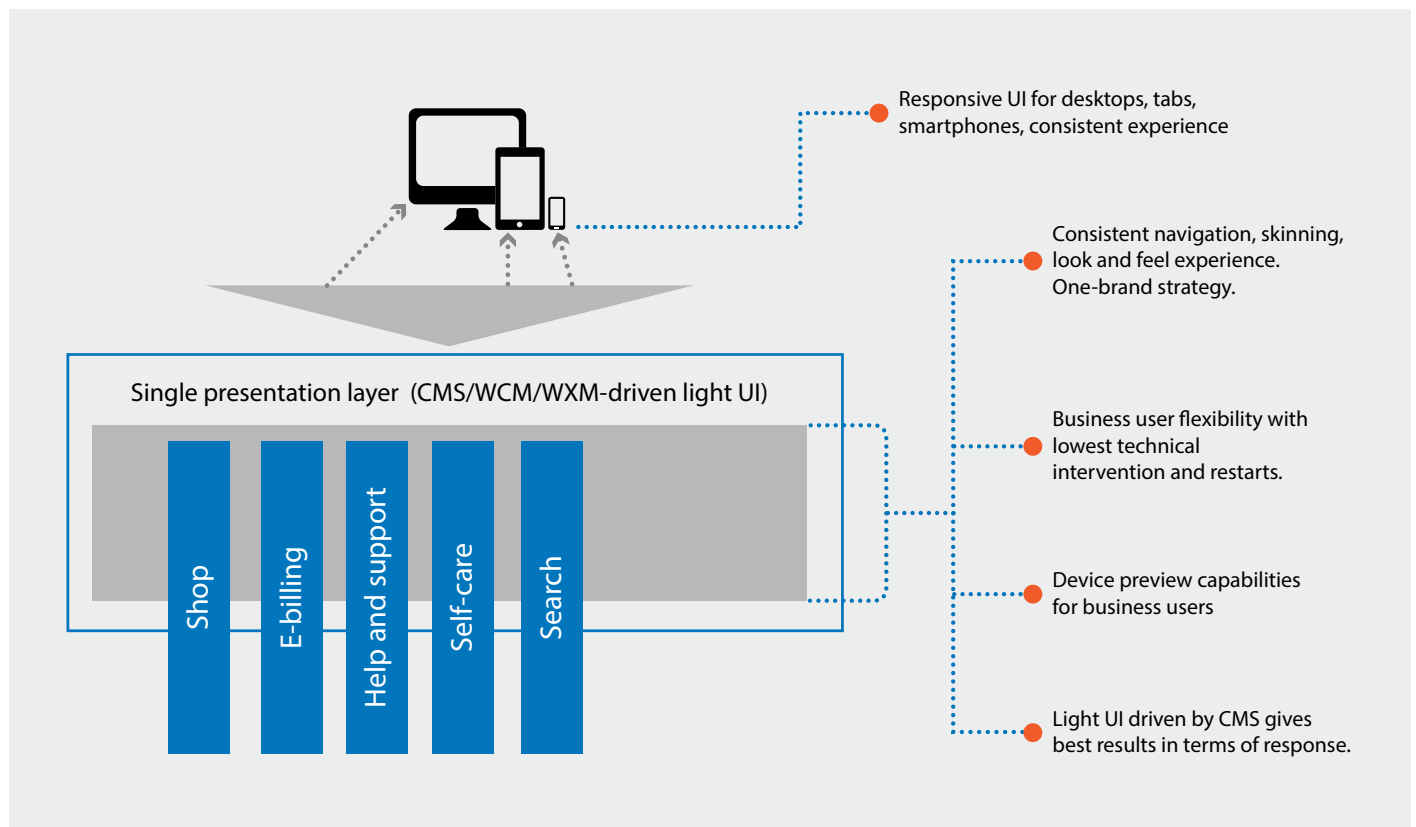 Responsive UI for desktops, tabs,
smartphones, consistent experience
Consistent navigation, skinning,
look and feel experience.
One-brand strategy.
Single presentation layer (CMS/WCM/WXM-driven light UI)
Business user flexibility with
lowest technical
intervention and restarts.
Shop
E-billing
Help and support
Self-care
Search
Device preview capabilities
for business users
Light UI driven by CMS gives
best results in terms of response.